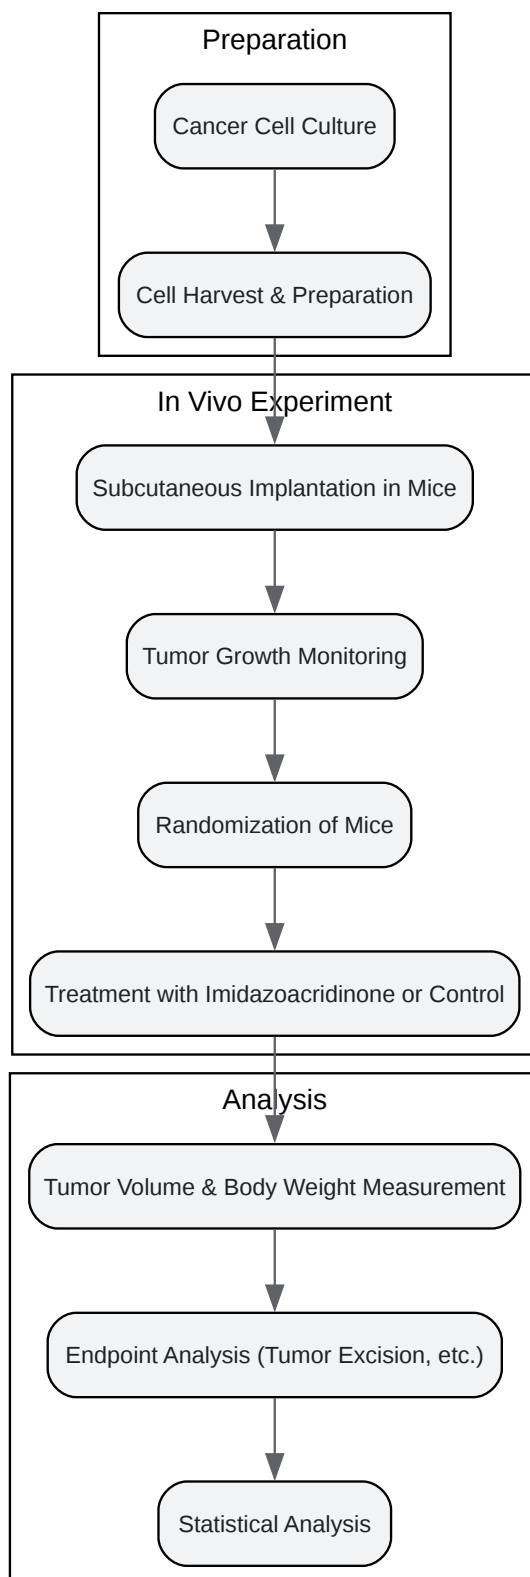 Preparation
Cancer Cell Culture
Cell Harvest & Preparation
In Vivo Experiment
Subcutaneous Implantation in Mice
Tumor Growth Monitoring
Randomization of Mice
Treatment with Imidazoacridinone or Control
Analysis
Tumor Volume & Body Weight Measurement
Endpoint Analysis (Tumor Excision, etc.)
Statistical Analysis